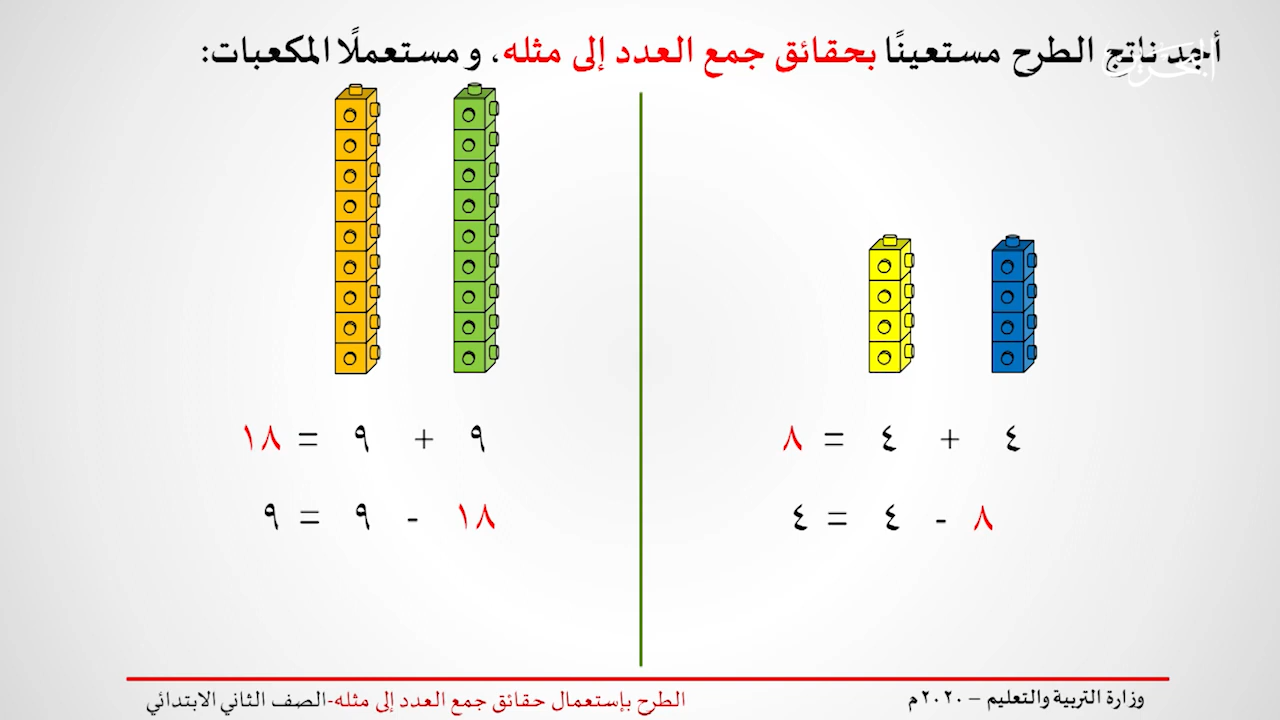 أجد ناتج الطرح مستعينًا بحقائق جمع العدد إلى مثله، و مستعملًا المكعبات:
٤ + ٤ = ٨
٨ - ٤ = ٤
٩ + ٩ = ١٨
١٨ - ٩ = ٩
وزارة التربية والتعليم – ٢٠٢٠م
الطرح بإستعمال حقائق جمع العدد إلى مثله-الصف الثاني الابتدائي